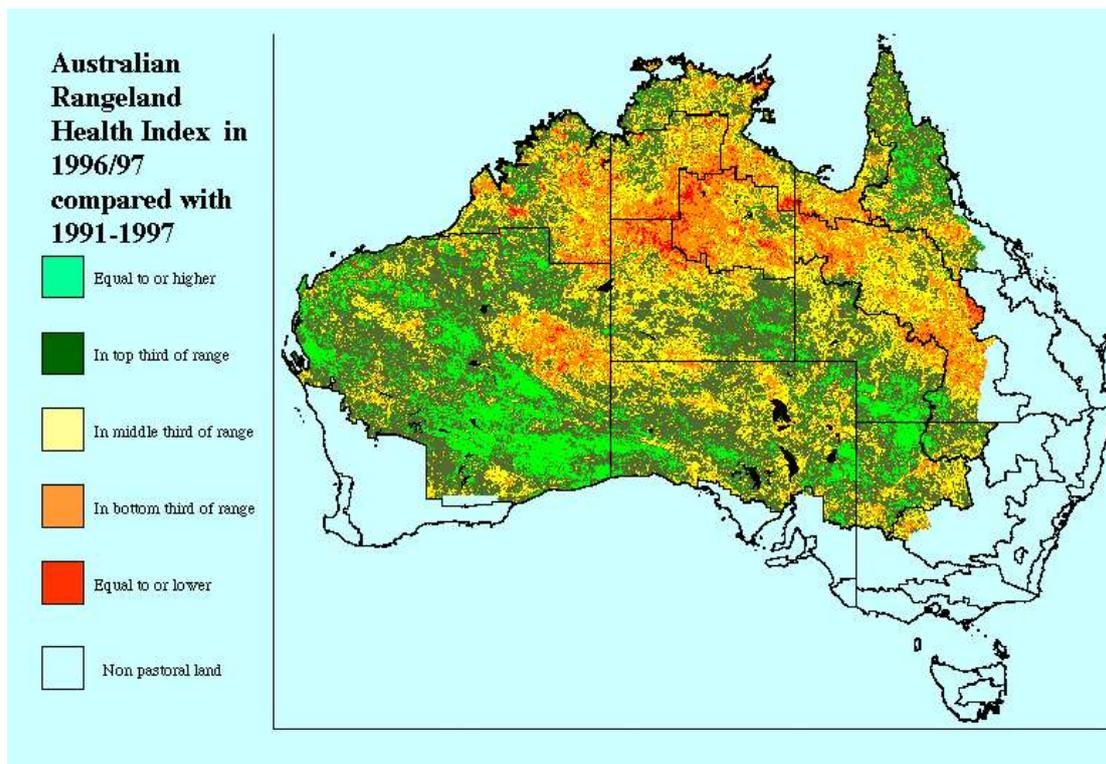 Australian
Rangeland
Health Index in
1996/97
compared with
1991-1997
Equal to or higher
In top third of range
In middle third of range
In bottom third of range
Equal to or lower
Non pastoral land